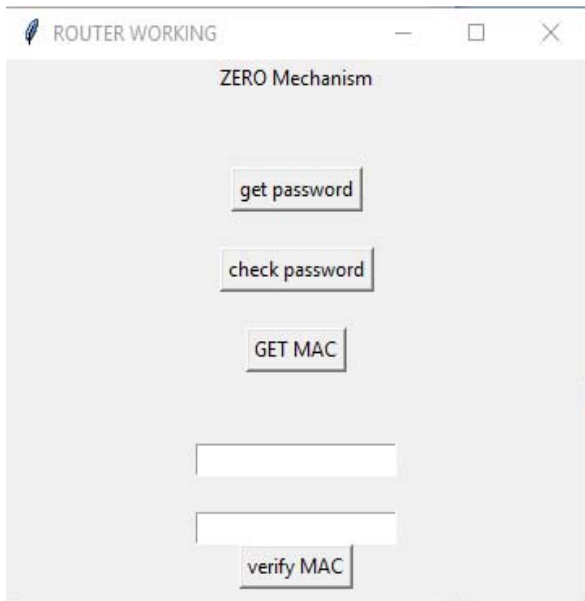 ROUTER WORKING
ZERO Mechanism
get password
check password
GET MAC
verify MAC